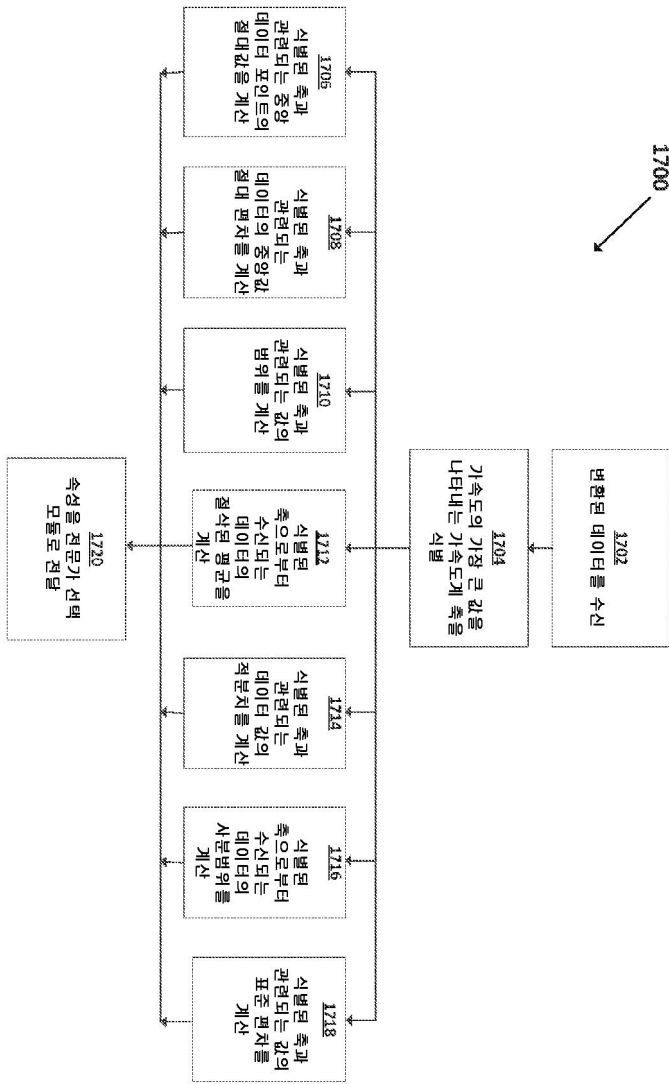 1700
1702
변환된 데이터를 수신
1704
가속도의 가장 큰 값을
나타내는 가속도계 축을
식별
1706
식별된 축과
관련되는 중앙
데이터 포인트의
절대값을 계산
1708
식별된 축과
관련되는
데이터의 중앙값
절대 편차를 계산
1710
식별된 축과
관련되는 값의
범위를 계산
1712
식별된
축으로부터
수신되는
데이터의
절삭된 평균을
계산
1714
식별된 축과
관련되는
데이터 값의
적분치를 계산
1716
식별된
축으로부터
수신되는
데이터의
사분범위를
계산
1718
식별된 축과
관련되는 값의
표준 편차를
계산
1720
속성을 전문가 선택
모듈로 전달